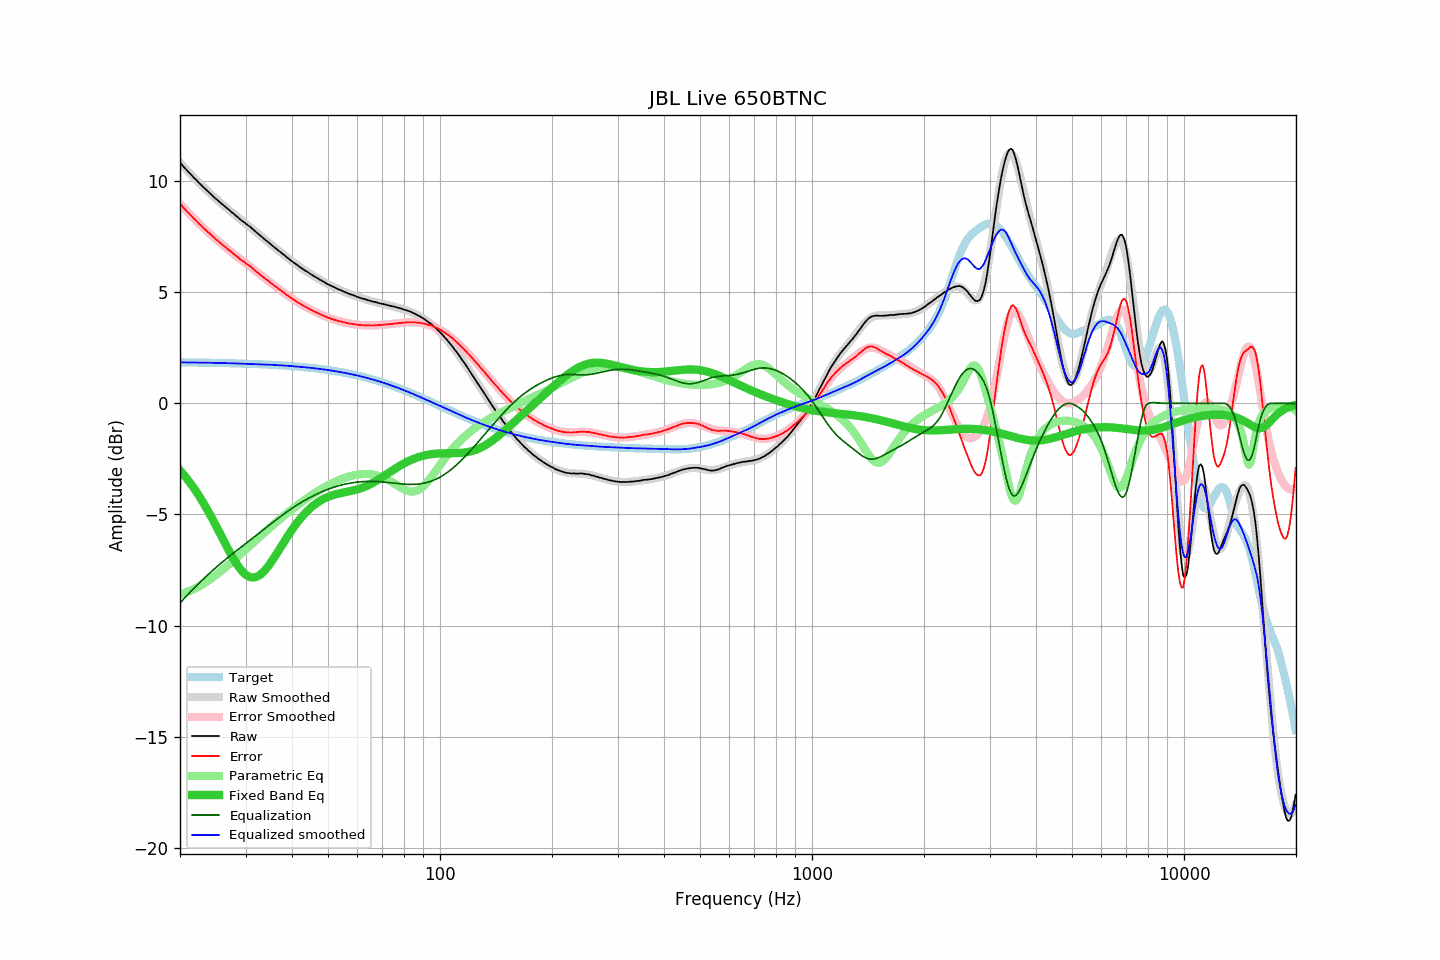 JBL Live 650BTNC
Amplitude (dBr)
10
5
0
−5
−10
−15
−20
Target
Raw Smoothed
Error Smoothed
Raw
Error
Parametric Eq
Fixed Band Eq
Equalization
Equalized smoothed
100 1000 10000
Frequency (Hz)